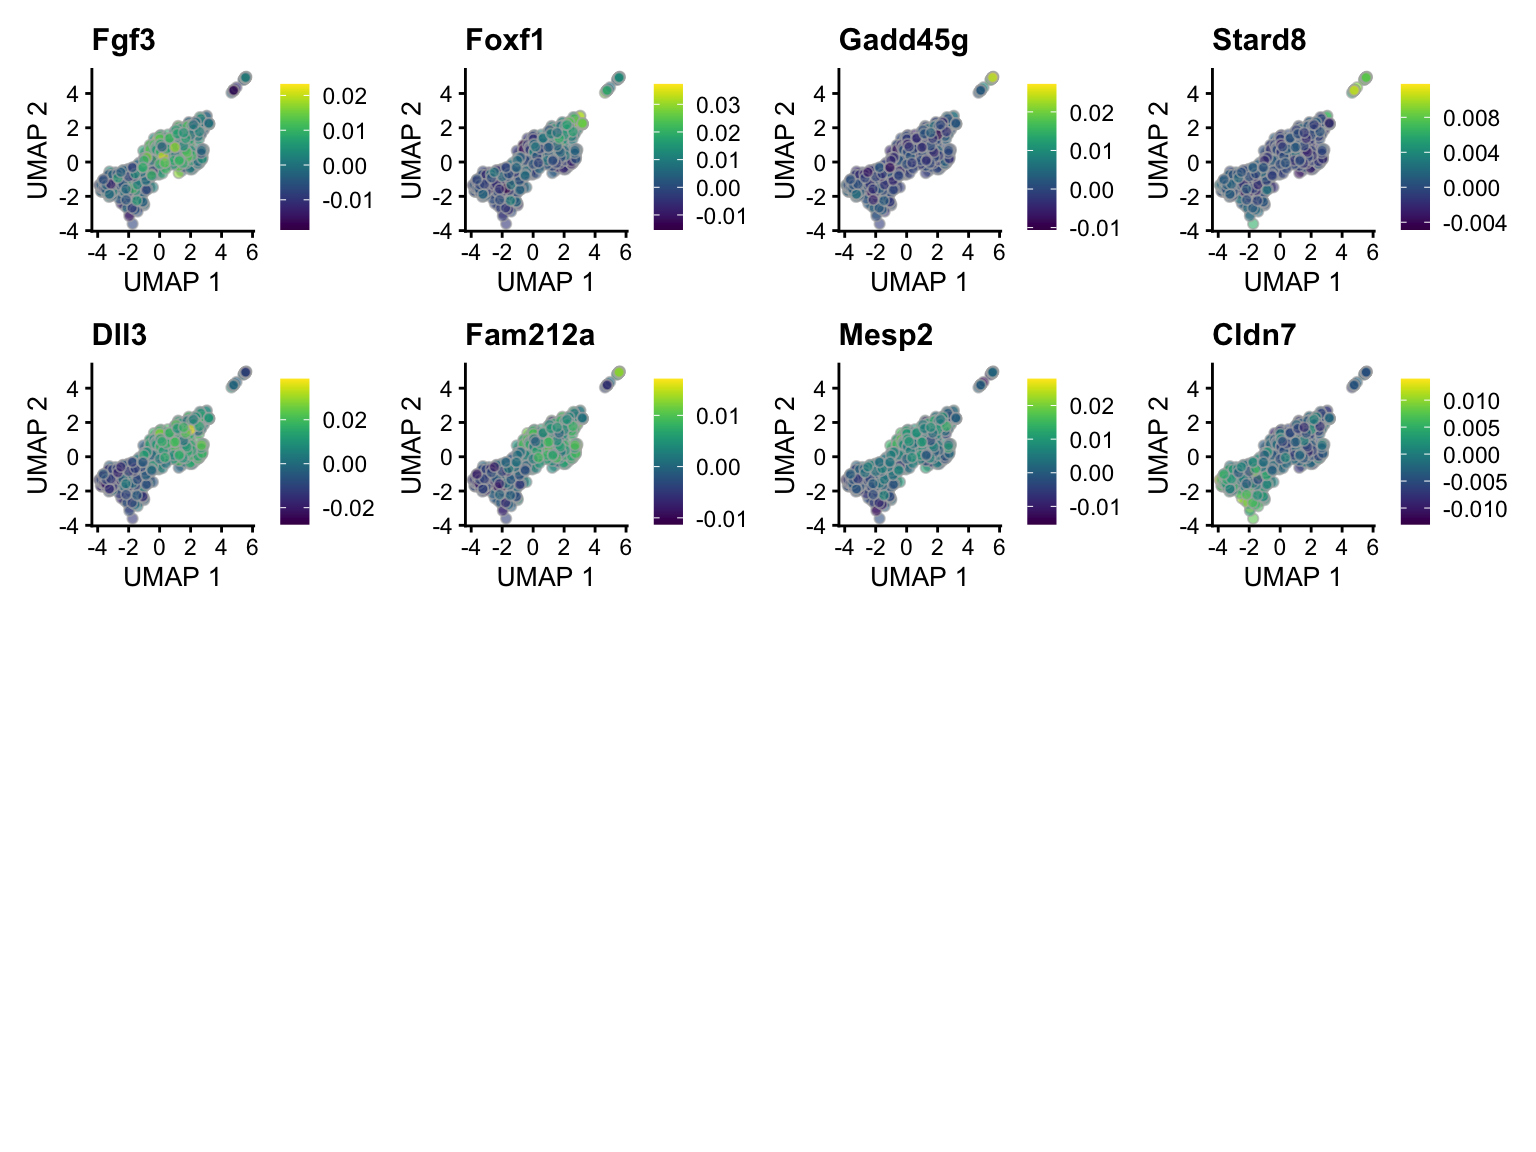 Fgf3 Foxf1 Gadd45g Stard8
UMAP 2 4 2 0 -2 -4 0.02 0.01 0.00 -0.01 UMAP 2 4 2 0 -2 -4 0.03 0.02 0.01 0.00 -0.01 UMAP 2 4 2 0 -2 -4 0.02 0.01 0.00 -0.01 UMAP 2 4 2 0 -2 -4 0.008 0.004 0.000 -0.004
-4 -2 0 2 4 6 -4 -2 0 2 4 6 -4 -2 0 2 4 6 -4 -2 0 2 4 6
UMAP 1 UMAP 1 UMAP 1 UMAP 1
Dll3 Fam212a Mesp2 Cldn7
UMAP 2 4 2 0 -2 -4 0.02 0.00 -0.02 UMAP 2 4 2 0 -2 -4 0.01 0.00 -0.01 UMAP 2 4 2 0 -2 -4 0.02 0.01 0.00 -0.01 UMAP 2 4 2 0 -2 -4 0.010 0.005 0.000 -0.005 -0.010
-4 -2 0 2 4 6 -4 -2 0 2 4 6 -4 -2 0 2 4 6 -4 -2 0 2 4 6
UMAP 1 UMAP 1 UMAP 1 UMAP 1